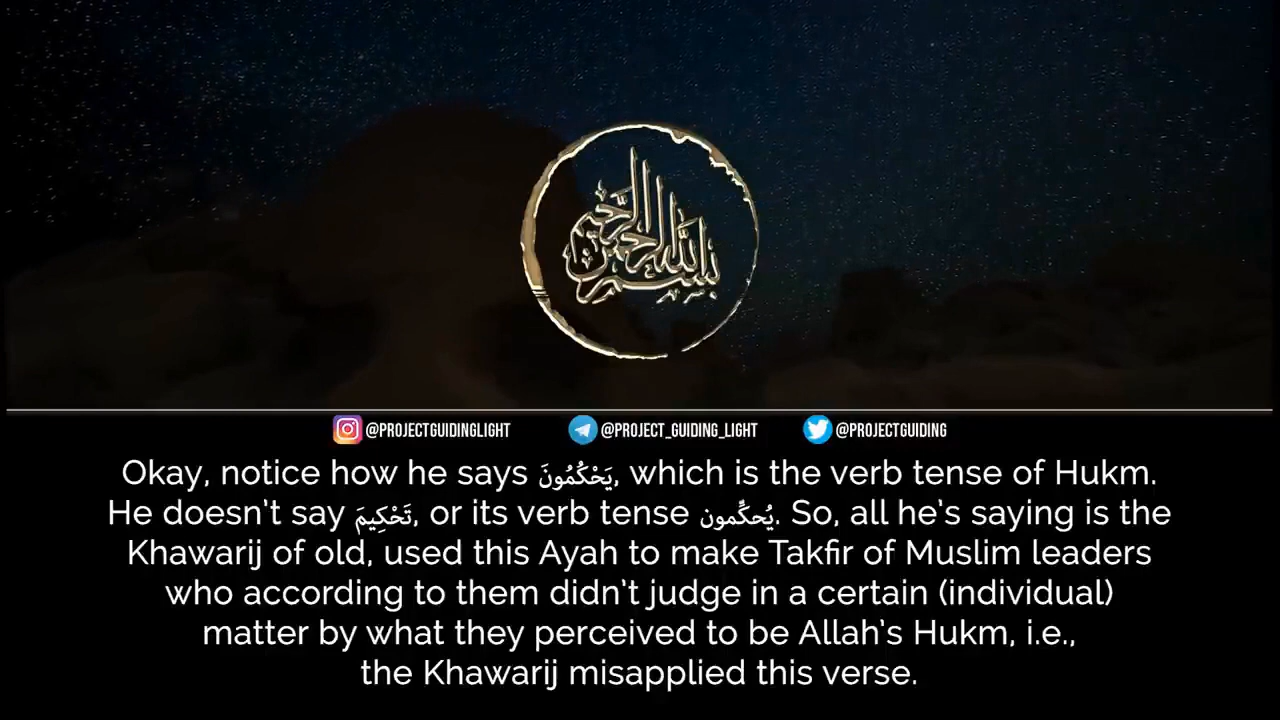 بسم الله الرحمن الرحيم
@PROJECTGUIDINGLIGHT @PROJECT_GUIDING_LIGHT @PROJECTGUIDING
Okay, notice how he says يَحْكُمُونَ, which is the verb tense of Hukm.
He doesn't say تَحْكِيمَ, or its verb tense يُحكِّمون. So, all he's saying is the
Khawarij of old, used this Ayah to make Takfir of Muslim leaders
who according to them didn't judge in a certain (individual)
matter by what they perceived to be Allah's Hukm, i.e.,
the Khawarij misapplied this verse.